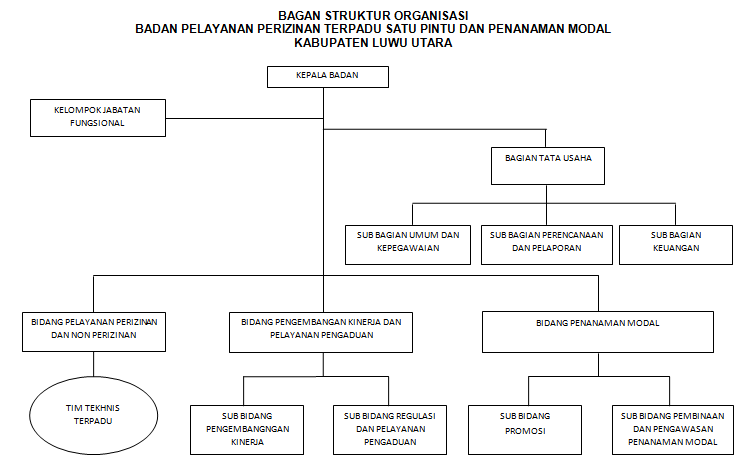 BAGAN STRUKTUR ORGANISASI
BADAN PELAYANAN PERIZINAN TERPADU SATU PINTU DAN PENANAMAN MODAL
KABUPATEN LUWU UTARA
KEPALA BADAN
KELOMPOK JABATAN
FUNGSIONAL
BAGIAN TATA USAHA
SUB BAGIAN UMUM DAN
KEPEGAWAIAN
SUB BAGIAN PERENCANAAN
DAN PELAPORAN
SUB BAGIAN
KEUANGAN
BIDANG PELAYANAN PERIZINAN
DAN NON PERIZINAN
BIDANG PENGEMBANGAN KINERJA DAN
PELAYANAN PENGADUAN
BIDANG PENANAMAN MODAL
TIM TEKHNIS
TERPADU
SUB BIDANG
PENGEMBANGNGAN
KINERJA
SUB BIDANG REGULASI
DAN PELAYANAN
PENGADUAN
SUB BIDANG
PROMOSI
SUB BIDANG PEMBINAAN
DAN PENGAWASAN
PENANAMAN MODAL